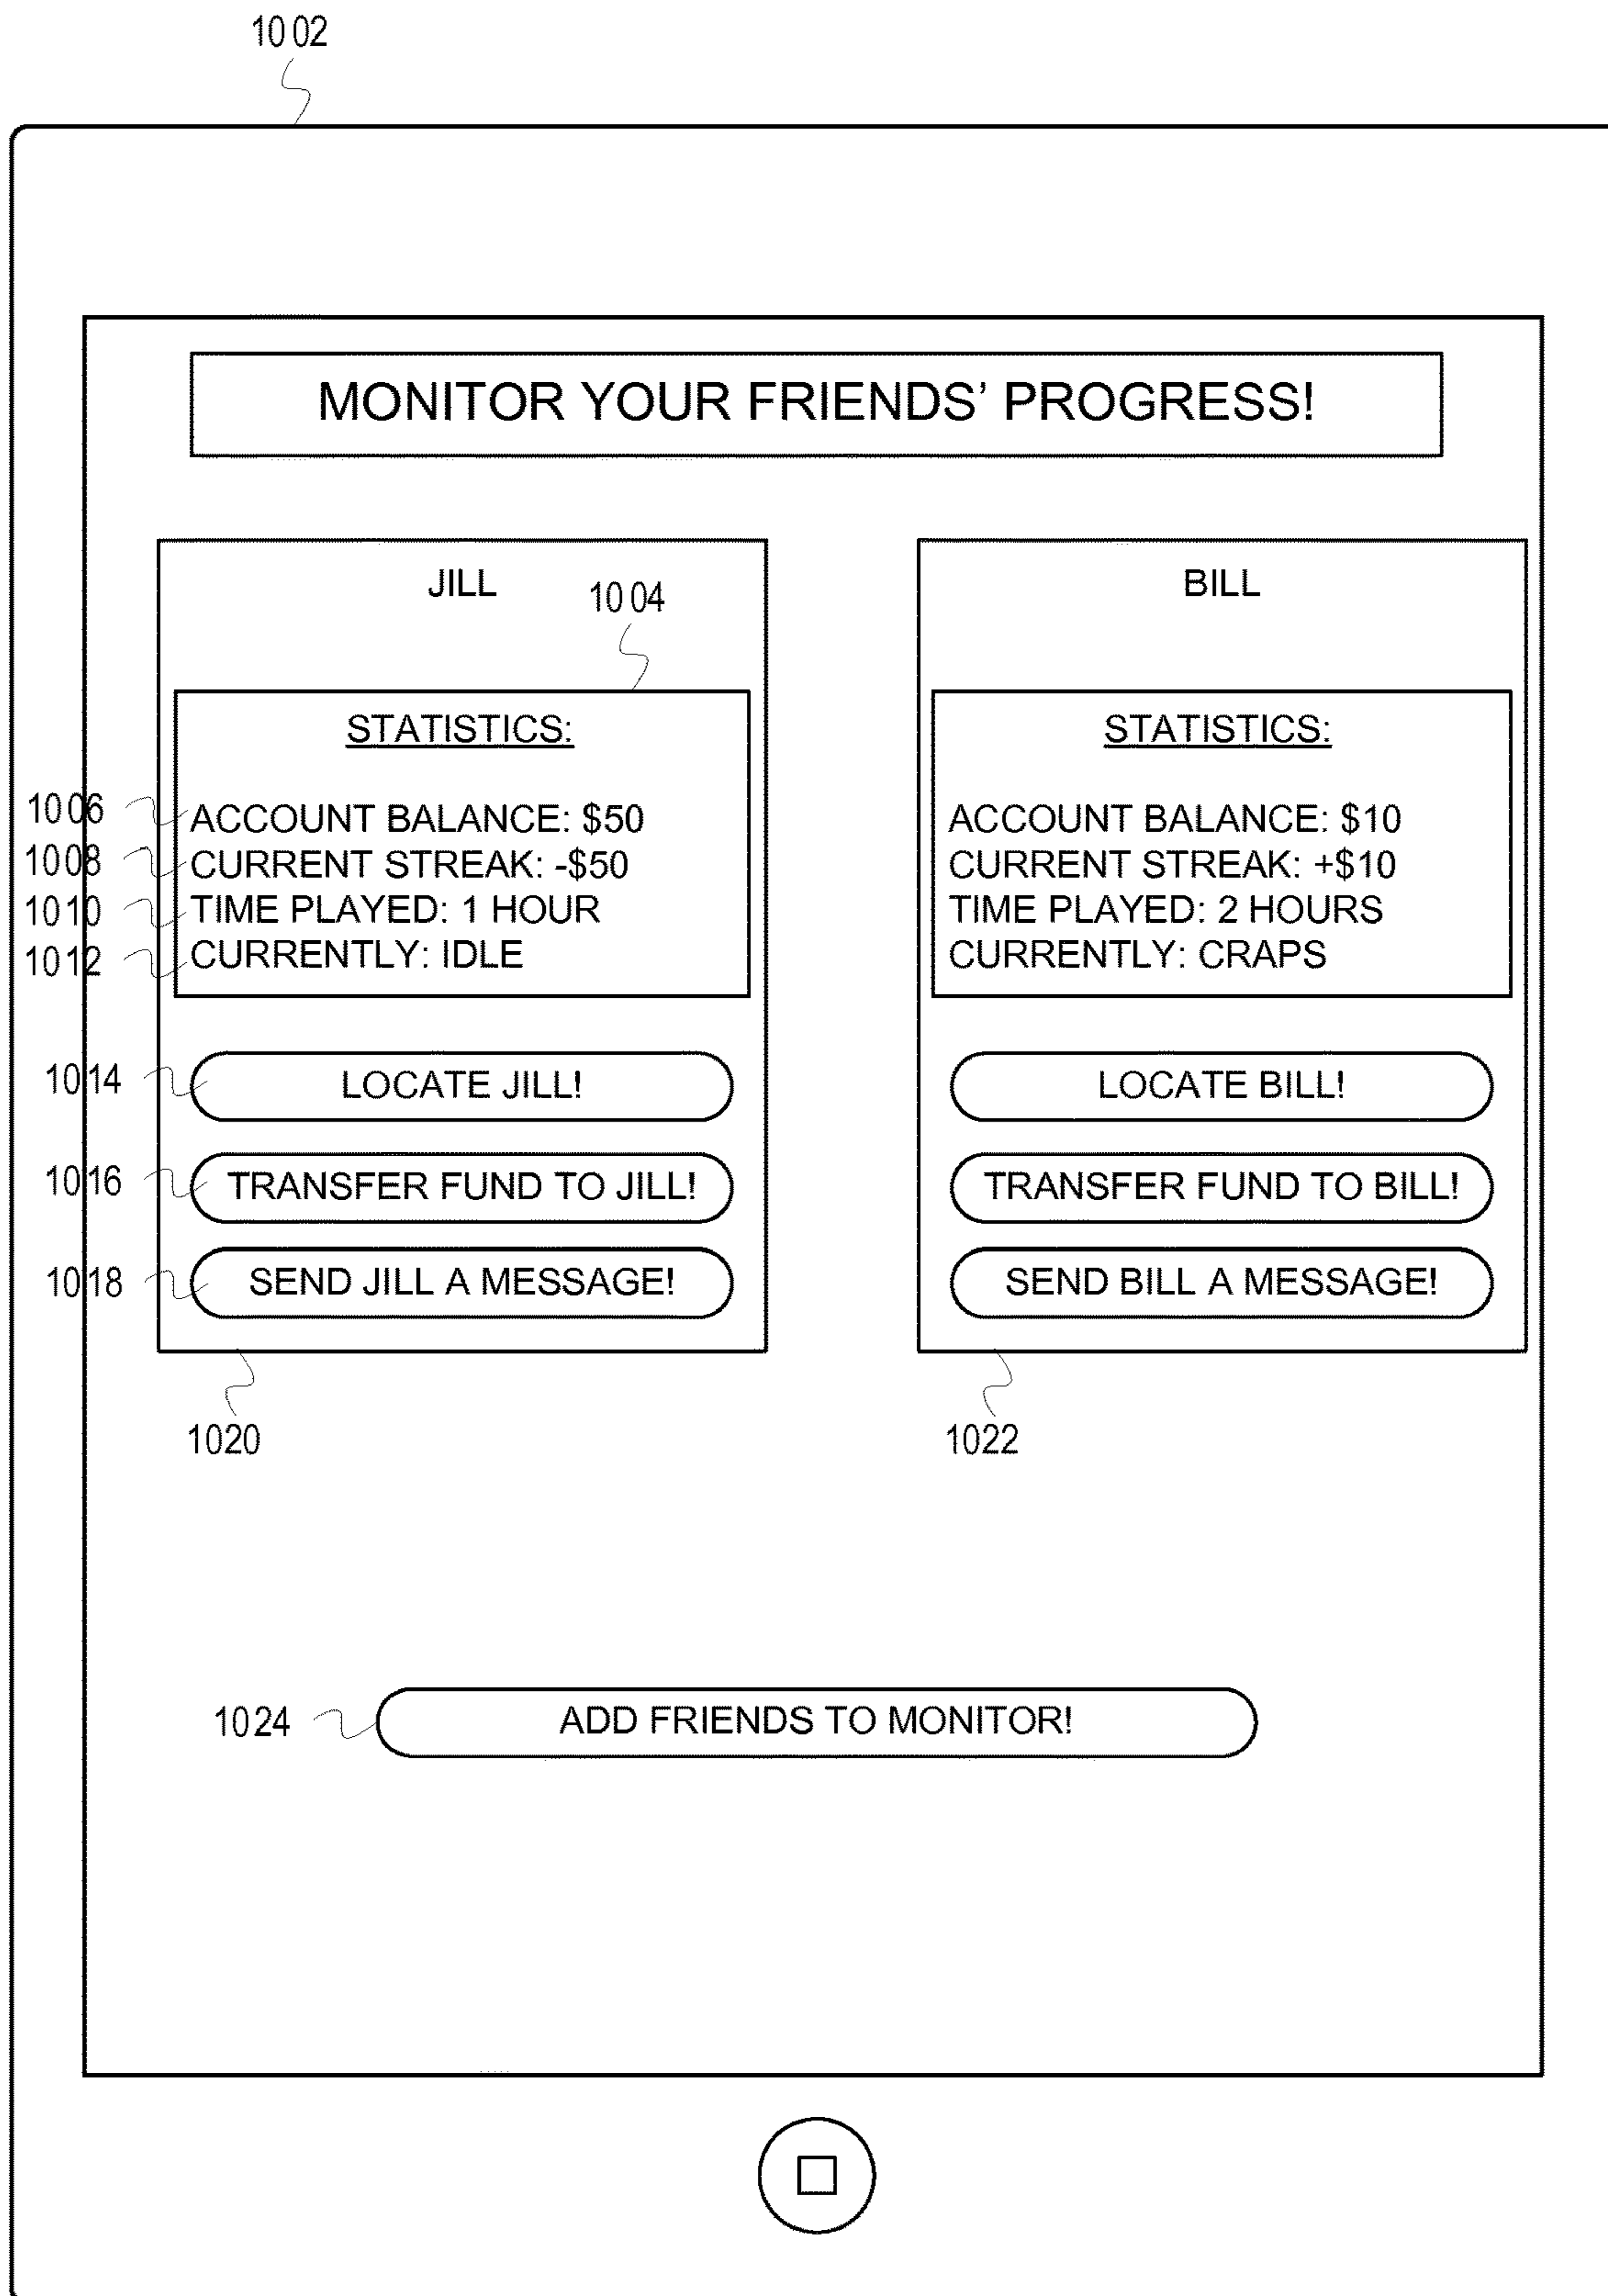 1002
MONITOR YOUR FRIENDS' PROGRESS!
JILL
1004
STATISTICS:
1006 ACCOUNT BALANCE: $50
1008 CURRENT STREAK: -$50
1010 TIME PLAYED: 1 HOUR
1012 CURRENTLY: IDLE
1014 LOCATE JILL!
1016 TRANSFER FUND TO JILL!
1018 SEND JILL A MESSAGE!
1020
BILL
STATISTICS:
ACCOUNT BALANCE: $10
CURRENT STREAK: +$10
TIME PLAYED: 2 HOURS
CURRENTLY: CRAPS
LOCATE BILL!
TRANSFER FUND TO BILL!
SEND BILL A MESSAGE!
1022
1024 ADD FRIENDS TO MONITOR!